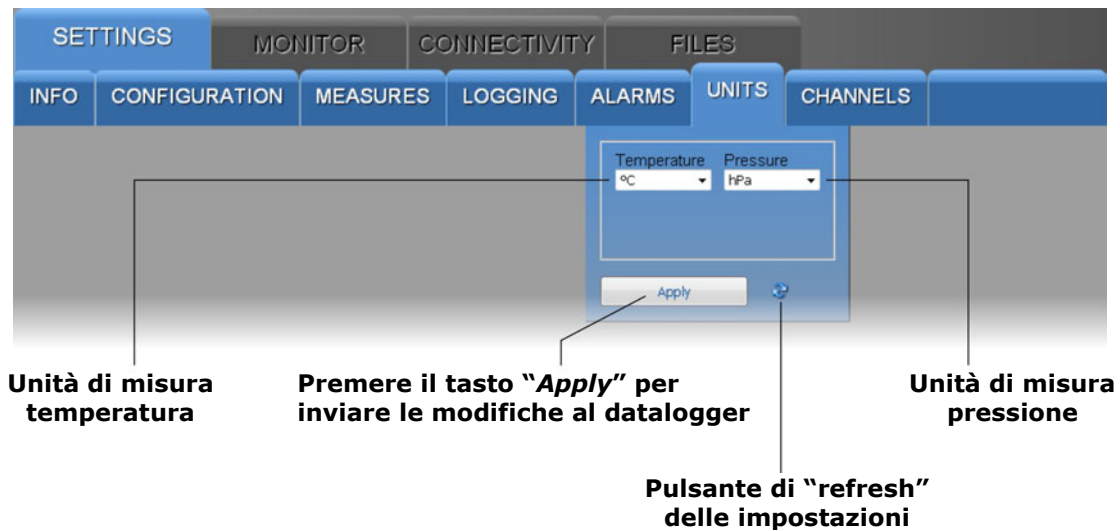 SETTINGS MONITOR CONNECTIVITY FILES
INFO CONFIGURATION MEASURES LOGGING ALARMS UNITS CHANNELS
Temperature Pressure
ºC hPa
Apply
Unità di misura
temperatura
Premere il tasto “Apply” per
inviare le modifiche al datalogger
Unità di misura
pressione
Pulsante di “refresh”
delle impostazioni